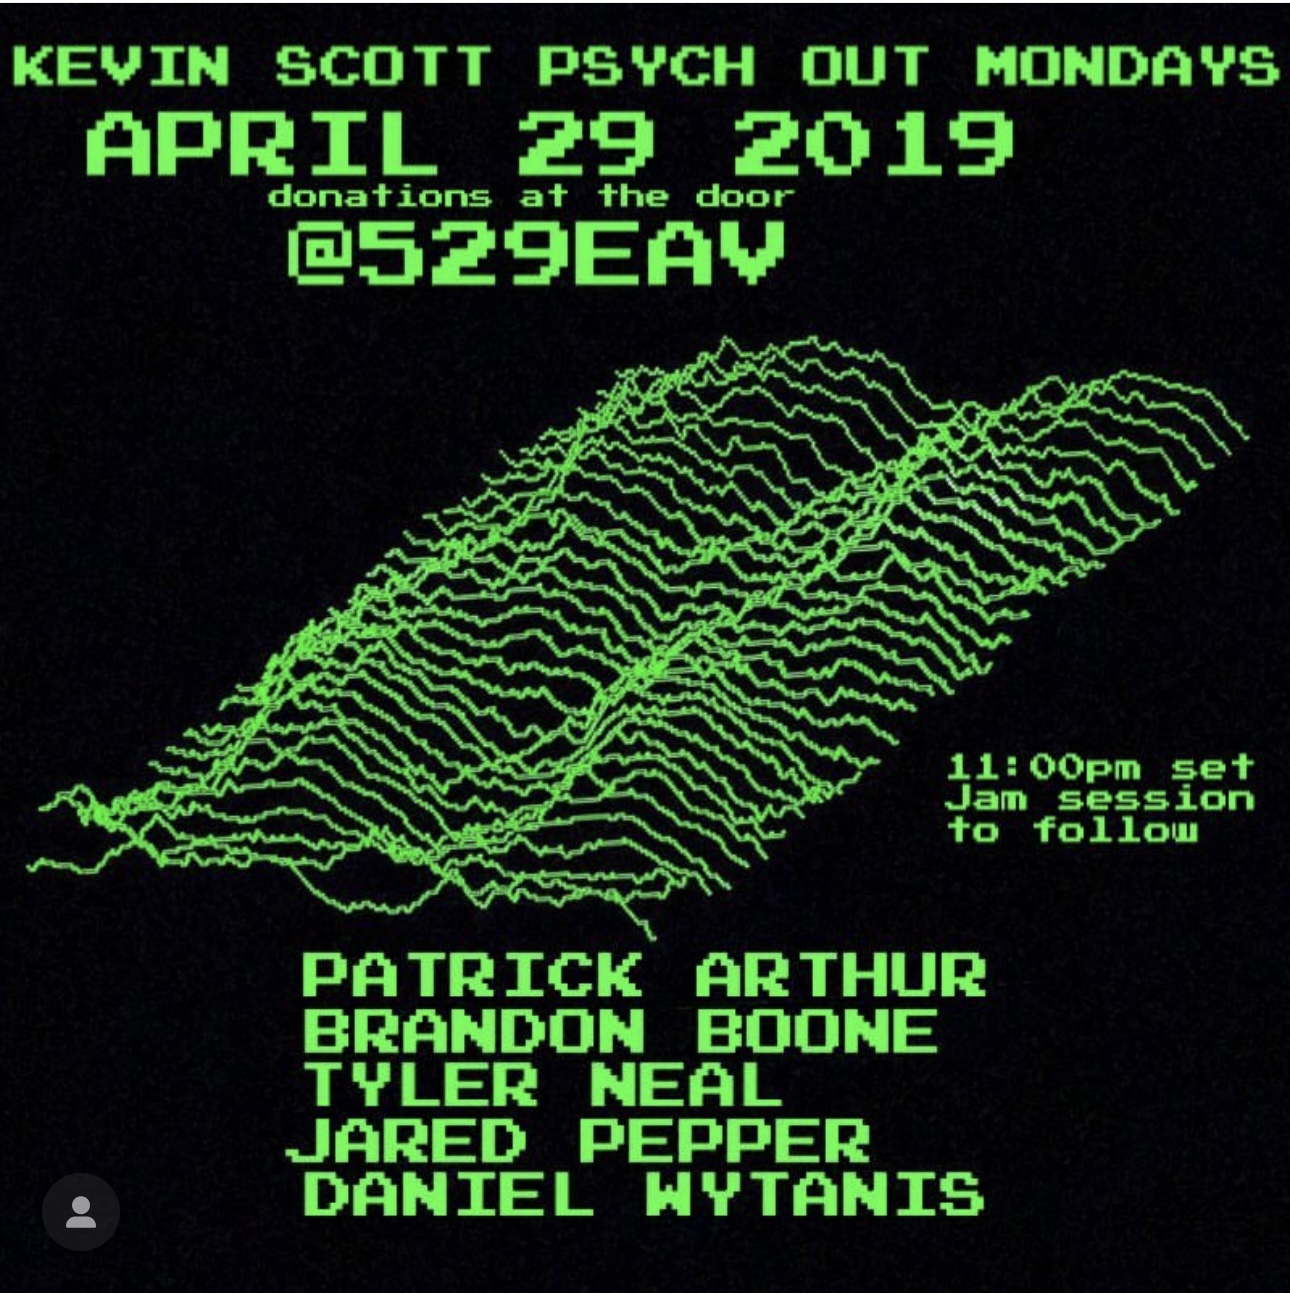 KEVIN SCOTT PSYCH OUT MONDAYS
APRIL 29 2019
donations at the door
@529EAV
11:00pm set
Jam session
to follow
PATRICK ARTHUR
BRANDON BOONE
TYLER NEAL
JARED PEPPER
DANIEL WYTANIS